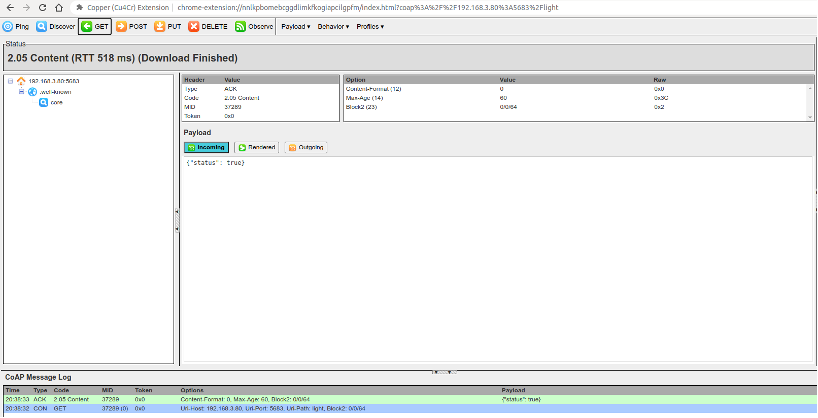 Copper (Cu4Cr) Extension | chrome-extension://nnlkpbomebcggdlimkfkogiapcilgpfm/index.html?coap%3A%2F%2F192.168.3.80%3A5683%2Flight
Ping Discover GET POST PUT DELETE Observe Payload ▾ Behavior ▾ Profiles ▾
Status
2.05 Content (RTT 518 ms) (Download Finished)
192.168.3.80:5683
.well-known
core
Header Value
Type ACK
Code 2.05 Content
MID 37289
Token 0x0
Option Value Raw
Content-Format (12) 0 0x0
Max-Age (14) 60 0x3C
Block2 (23) 0/0/64 0x2
Payload
Incoming Rendered Outgoing
{"status": true}
CoAP Message Log
Time Type Code MID Token Options Payload
20:38:33 ACK 2.05 Content 37289 0x0 Content-Format: 0, Max-Age: 60, Block2: 0/0/64 {"status": true}
20:38:32 CON GET 37289 (0) 0x0 Uri-Host: 192.168.3.80, Uri-Port: 5683, Uri-Path: light, Block2: 0/0/64